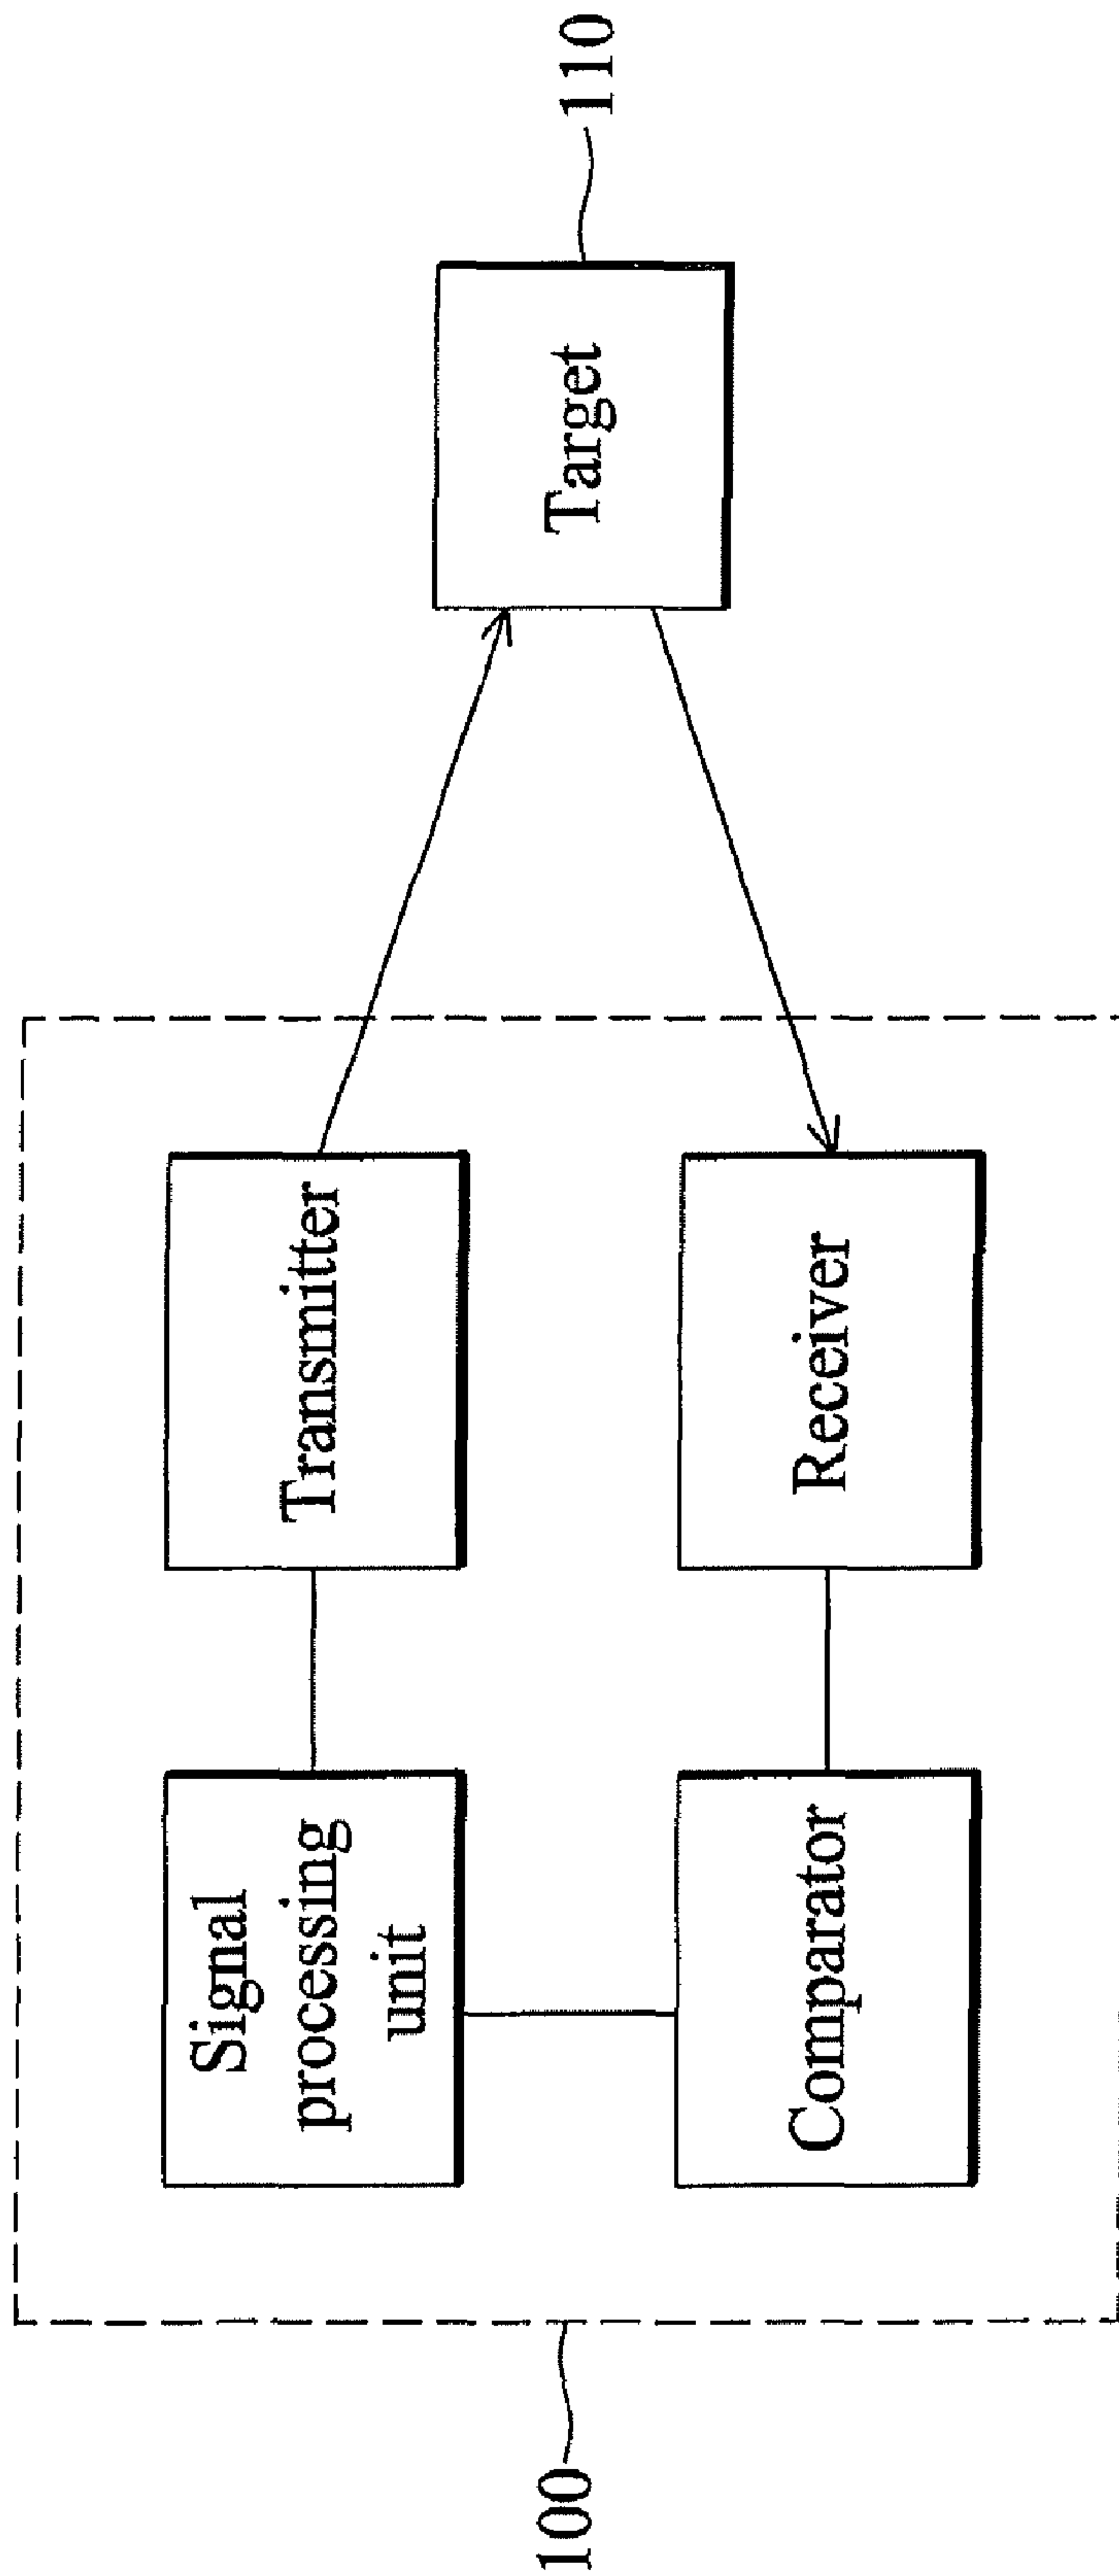 100
Signal
processing
unit
Transmitter
Comparator
Receiver
Target
110